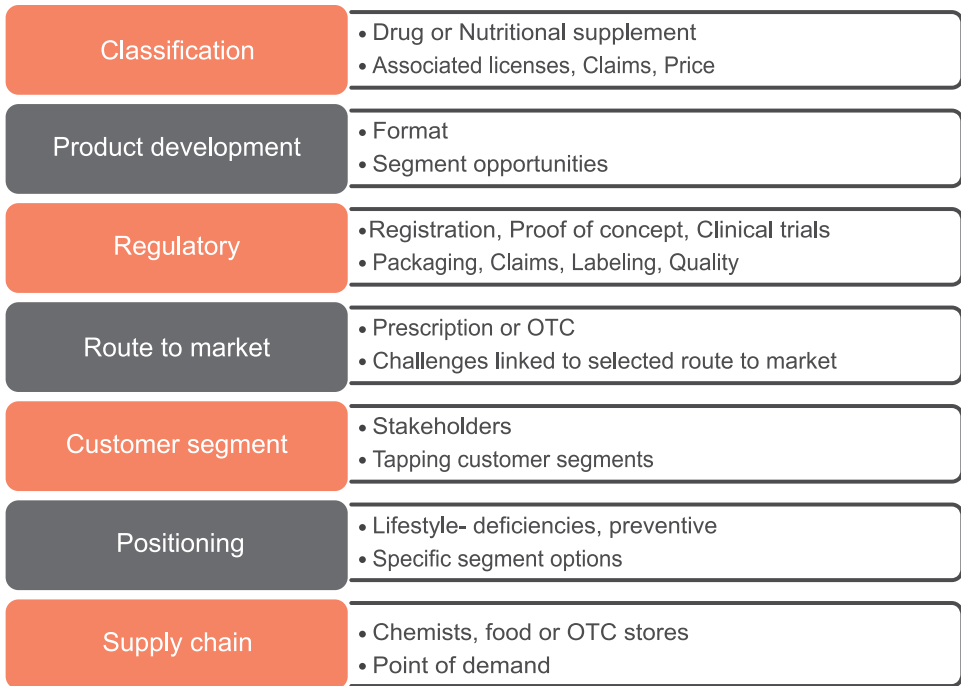 Classification
• Drug or Nutritional supplement
• Associated licenses, Claims, Price
Product development
• Format
• Segment opportunities
Regulatory
•Registration, Proof of concept, Clinical trials
• Packaging, Claims, Labeling, Quality
Route to market
• Prescription or OTC
• Challenges linked to selected route to market
Customer segment
• Stakeholders
• Tapping customer segments
Positioning
• Lifestyle- deficiencies, preventive
• Specific segment options
Supply chain
• Chemists, food or OTC stores
• Point of demand